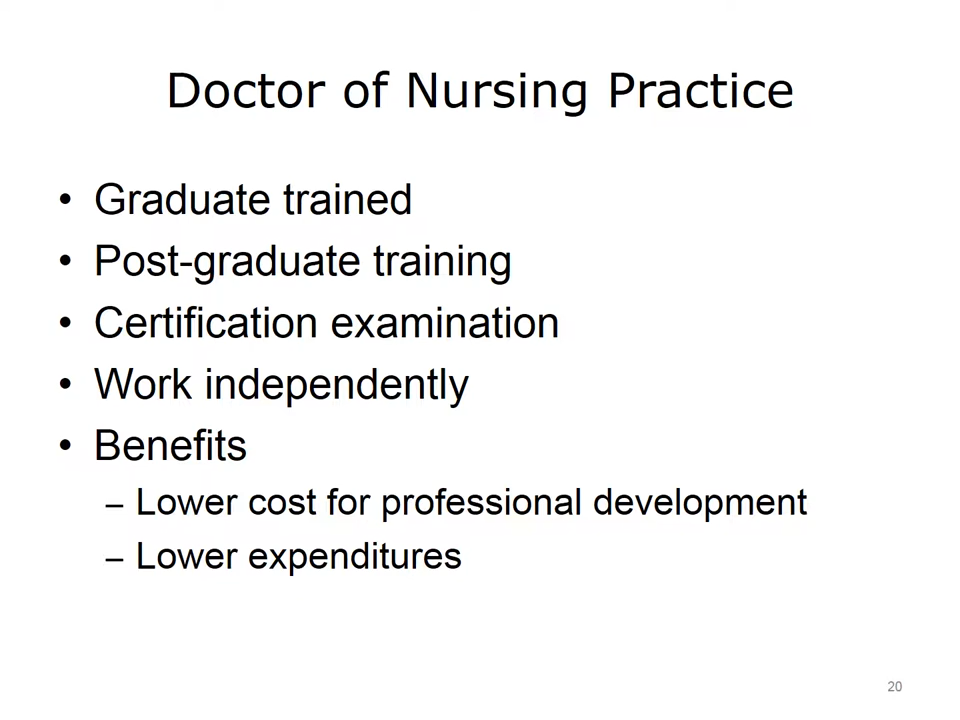 Doctor of Nursing Practice
• Graduate trained
• Post-graduate training
• Certification examination
• Work independently
• Benefits
– Lower cost for professional development
– Lower expenditures
20